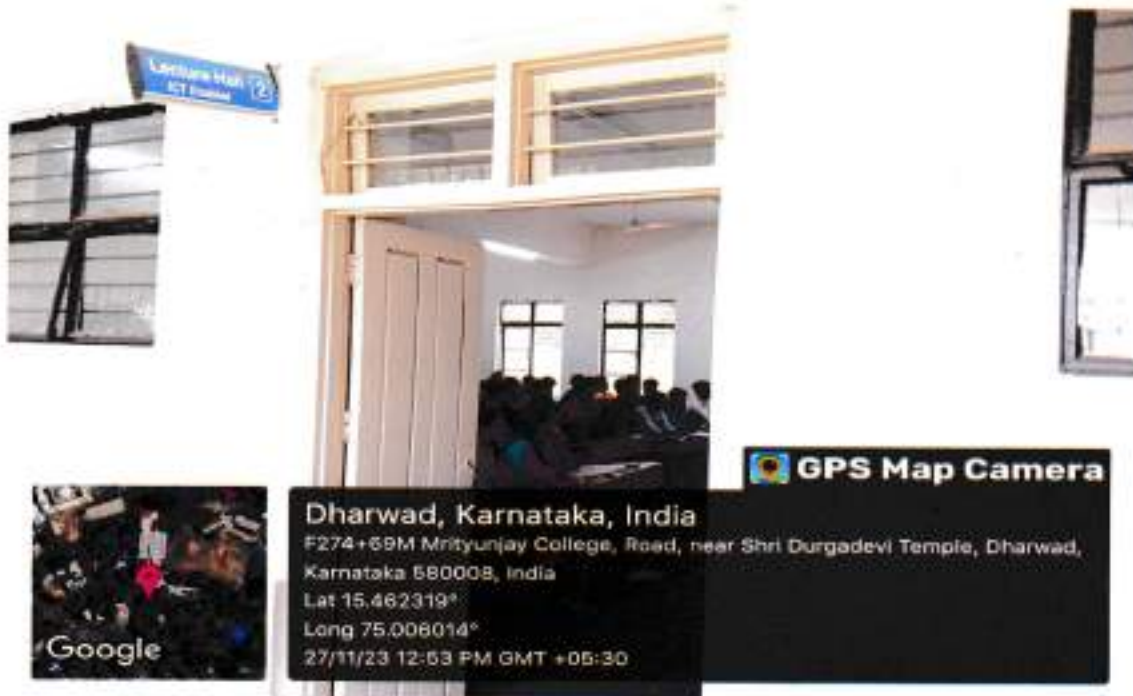 Lecture Hall 2
ICT Enabled
GPS Map Camera
Dharwad, Karnataka, India
F274+69M Mrityunjay College, Road, near Shri Durgadevi Temple, Dharwad,
Karnataka 580008, India
Lat 15.462319°
Long 75.006014°
27/11/23 12:53 PM GMT +05:30
Google